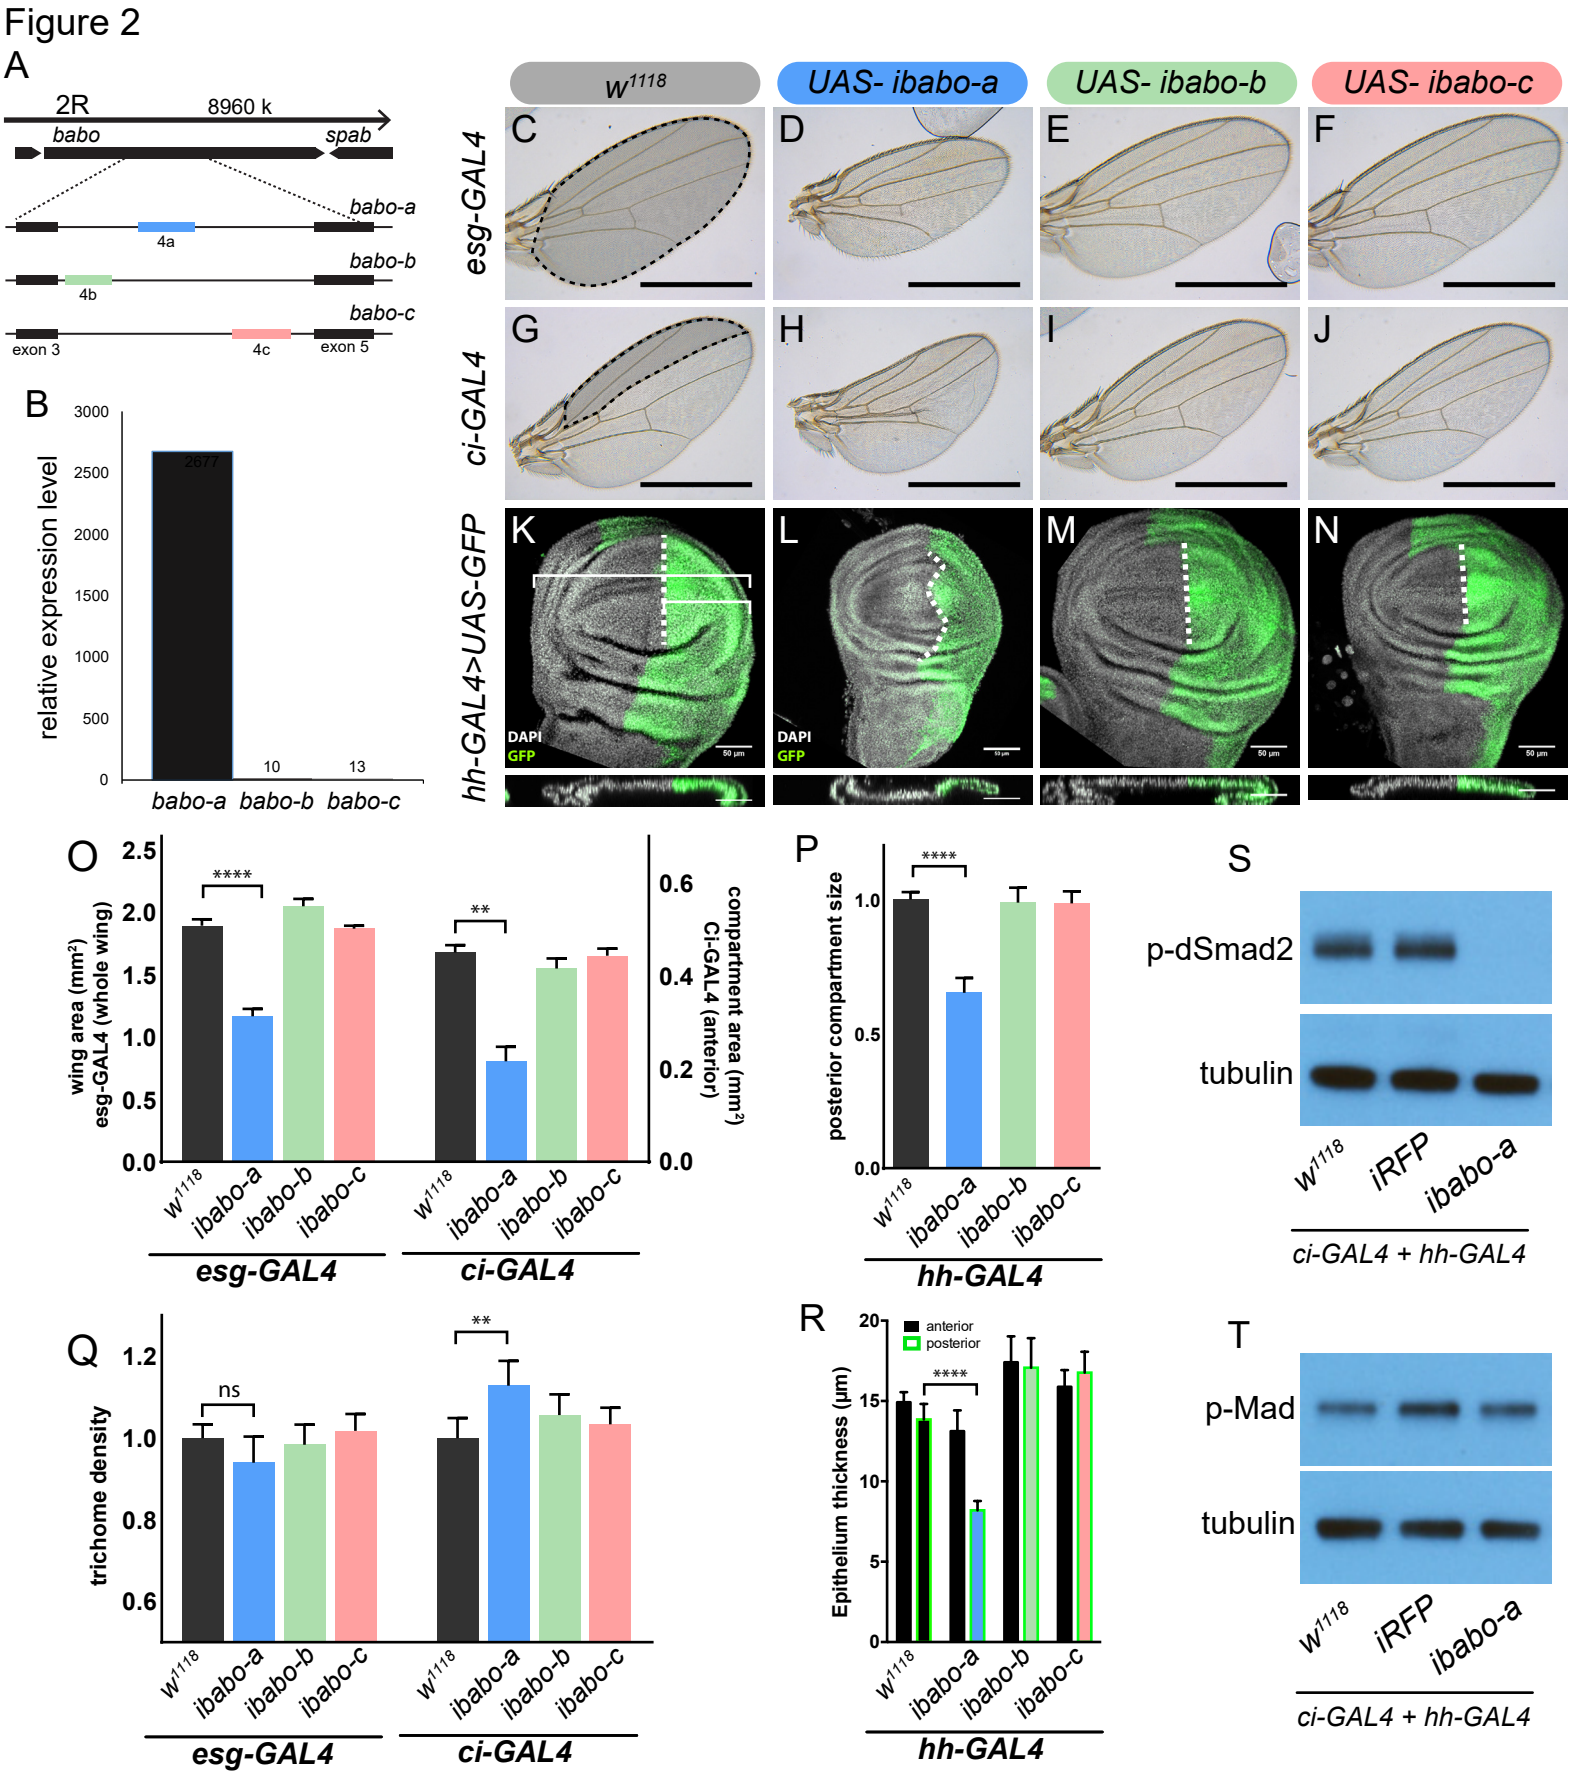 Figure 2
A
2R 8960 k
babo spab
babo-a
4a
babo-b
4b
babo-c
exon 3 4c exon 5
B
relative expression level
3000
2500
2000
1500
1000
500
0
2677
10
13
babo-a babo-b babo-c
w1118 UAS- ibabo-a UAS- ibabo-b UAS- ibabo-c
esg-GAL4
C D E F
ci-GAL4
G H I J
hh-GAL4>UAS-GFP
K L M N
DAPI
GFP
50 µm
DAPI
GFP
50 µm
50 µm
50 µm
O
wing area (mm2)
esg-GAL4 (whole wing)
2.5
2.0
1.5
1.0
0.5
0.0
**** **
0.6
0.4
0.2
0.0
compartment area (mm2)
Ci-GAL4 (anterior)
w1118 ibabo-a ibabo-b ibabo-c w1118 ibabo-a ibabo-b ibabo-c
esg-GAL4 ci-GAL4
P
posterior compartment size
1.0
0.5
0.0
****
w1118 ibabo-a ibabo-b ibabo-c
hh-GAL4
S
p-dSmad2
tubulin
w1118 iRFP ibabo-a
ci-GAL4 + hh-GAL4
Q
trichome density
1.2
1.0
0.8
0.6
ns **
w1118 ibabo-a ibabo-b ibabo-c w1118 ibabo-a ibabo-b ibabo-c
esg-GAL4 ci-GAL4
R
Epithelium thickness (µm)
20
15
10
5
0
anterior
posterior
****
w1118 ibabo-a ibabo-b ibabo-c
hh-GAL4
T
p-Mad
tubulin
w1118 iRFP ibabo-a
ci-GAL4 + hh-GAL4